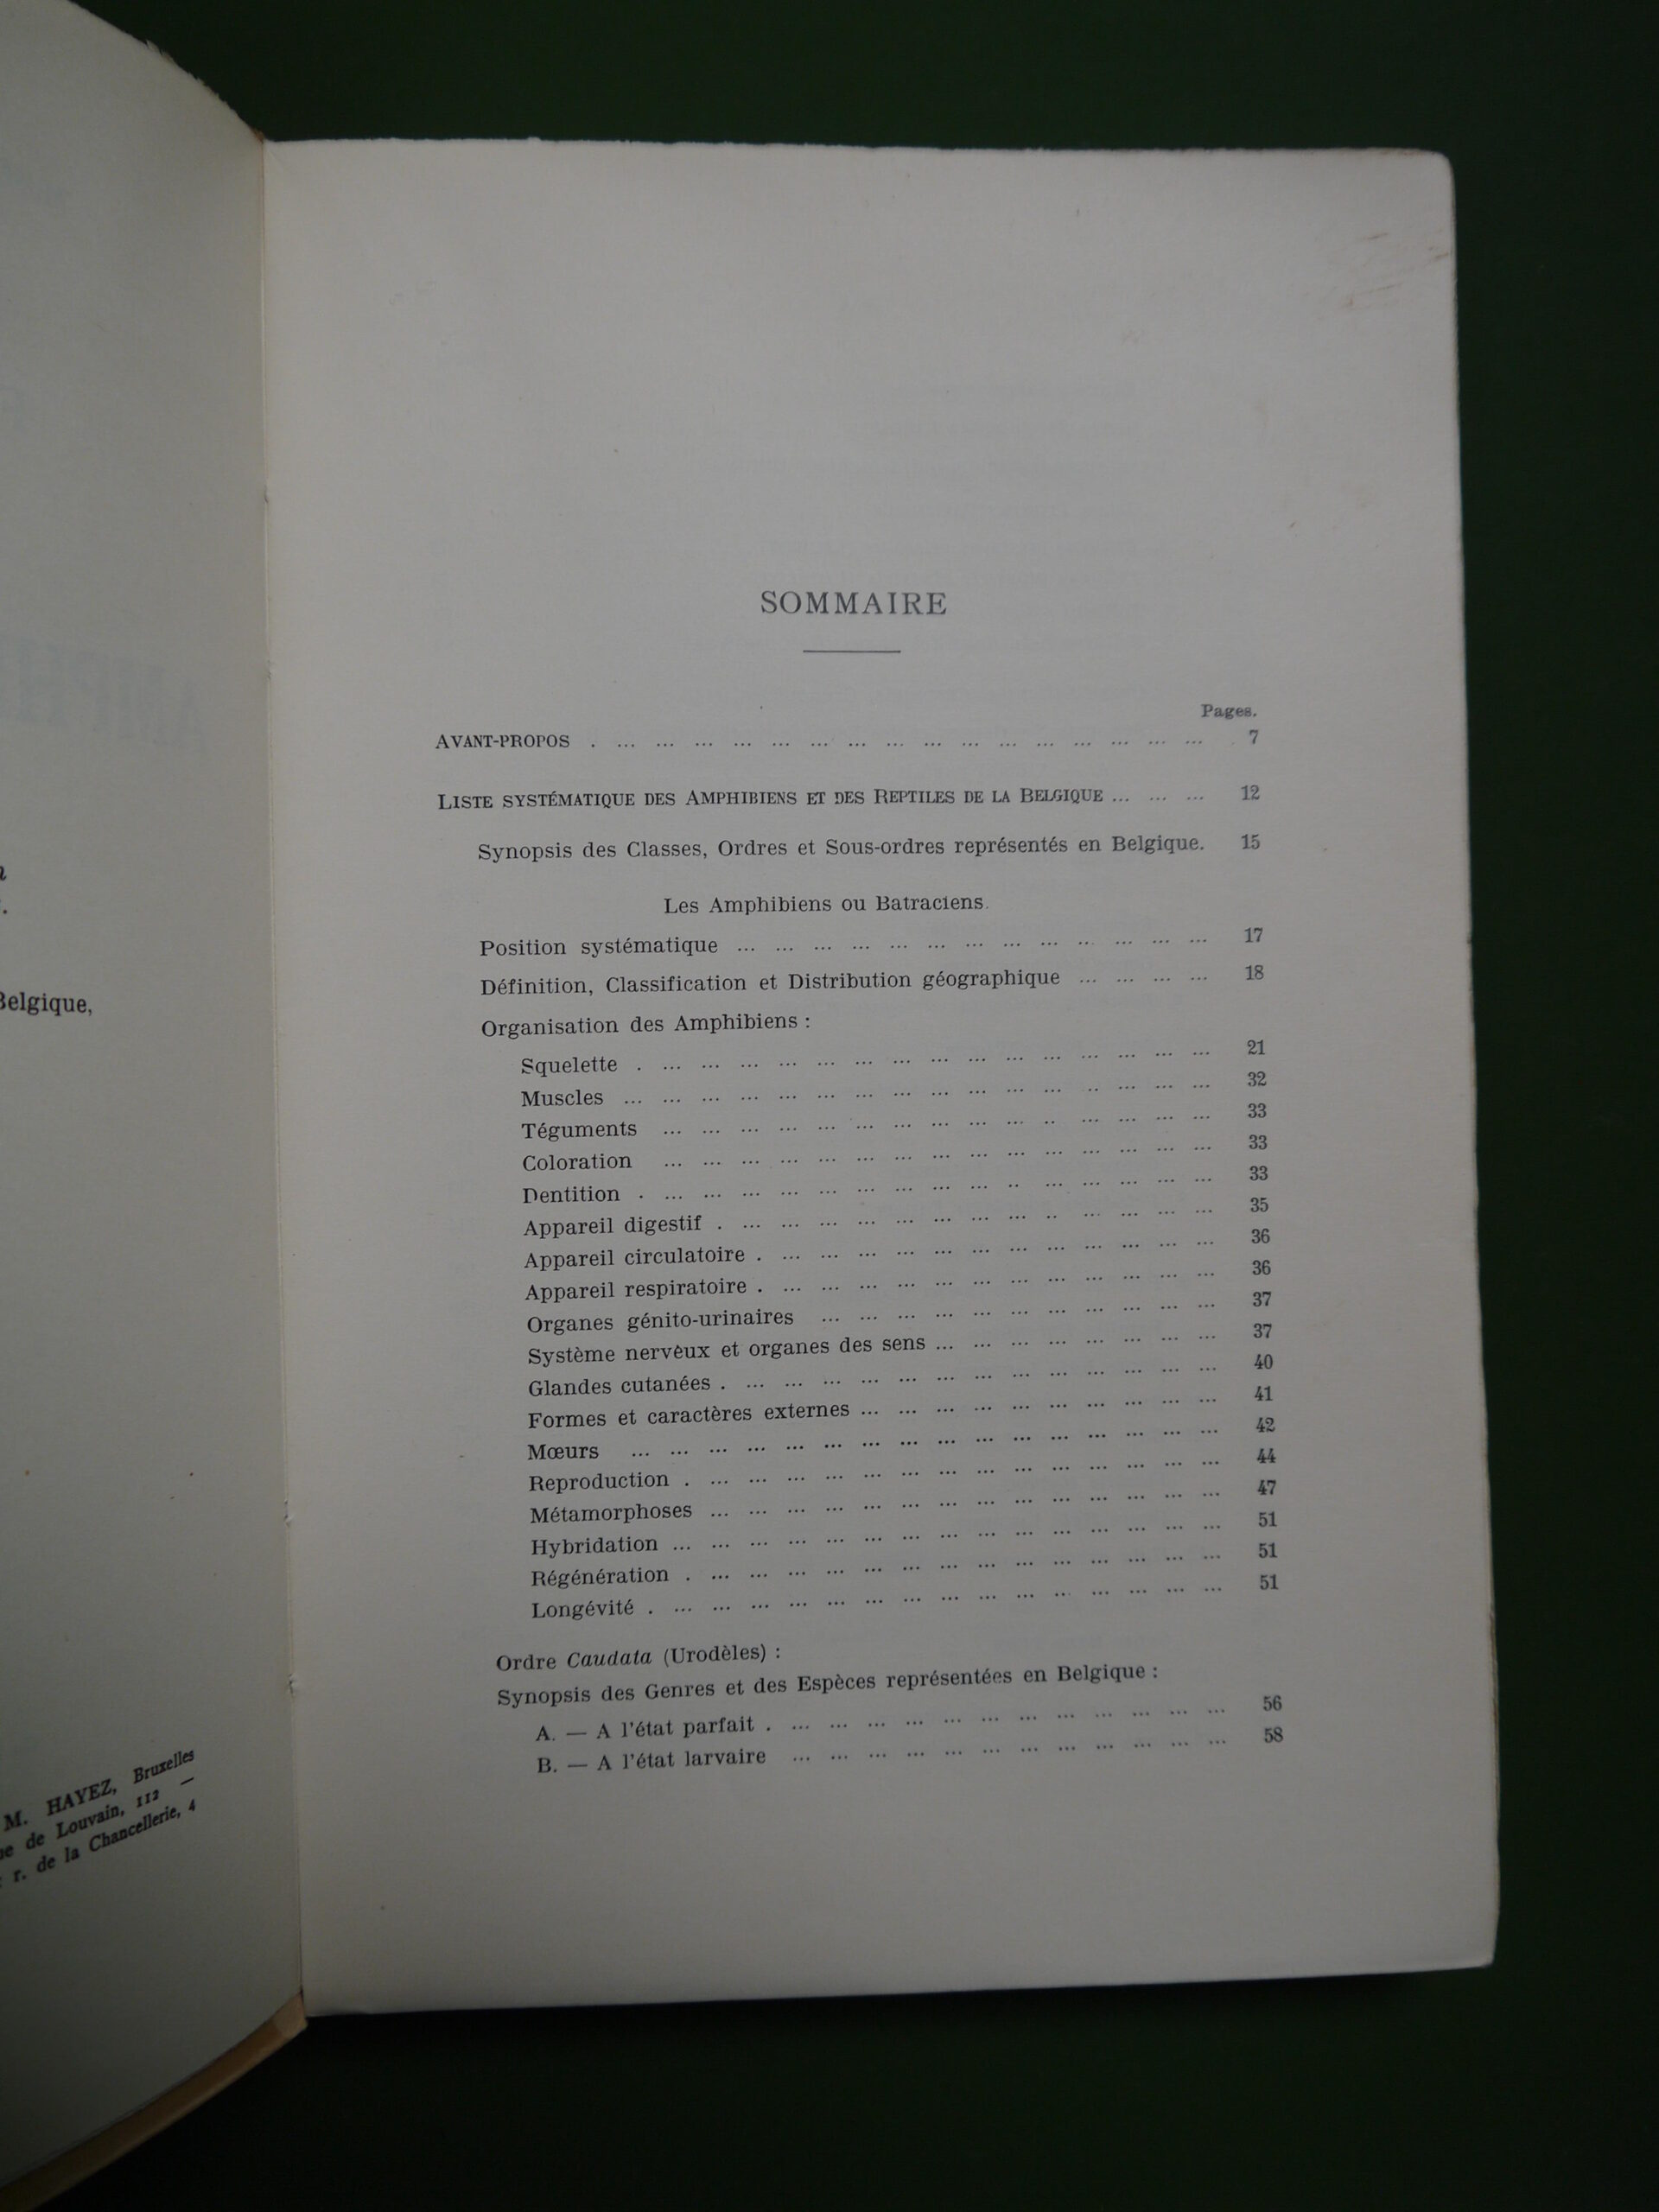 Belgique,
M. HAYEZ, Bruxelles
de Louvain, 112 —
r. de la Chancellerie, 4
SOMMAIRE
Pages.
AVANT-PROPOS . ... ... ... ... ... ... ... ... ... ... ... ... ... ... ... ... 7
LISTE SYSTÉMATIQUE DES AMPHIBIENS ET DES REPTILES DE LA BELGIQUE ... ... ... 12
Synopsis des Classes, Ordres et Sous-ordres représentés en Belgique. 15
Les Amphibiens ou Batraciens.
Position systématique ... ... ... ... ... ... ... ... ... ... ... ... ... 17
Définition, Classification et Distribution géographique ... ... ... ... 18
Organisation des Amphibiens :
Squelette . ... ... ... ... ... ... ... ... ... ... ... ... ... ... ... 21
Muscles ... ... ... ... ... ... ... ... ... ... ... ... ... ... ... ... 32
Téguments ... ... ... ... ... ... ... ... ... ... ... ... ... ... ... 33
Coloration ... ... ... ... ... ... ... ... ... ... ... ... ... ... ... 33
Dentition . ... ... ... ... ... ... ... ... ... ... ... ... ... ... ... 33
Appareil digestif . ... ... ... ... ... ... ... ... ... ... ... ... ... 35
Appareil circulatoire . ... ... ... ... ... ... ... ... ... ... ... ... 36
Appareil respiratoire . ... ... ... ... ... ... ... ... ... ... ... ... 36
Organes génito-urinaires ... ... ... ... ... ... ... ... ... ... ... 37
Système nerveux et organes des sens ... ... ... ... ... ... ... ... 37
Glandes cutanées . ... ... ... ... ... ... ... ... ... ... ... ... ... 40
Formes et caractères externes ... ... ... ... ... ... ... ... ... ... 41
Mœurs ... ... ... ... ... ... ... ... ... ... ... ... ... ... ... ... 42
Reproduction . ... ... ... ... ... ... ... ... ... ... ... ... ... ... 44
Métamorphoses ... ... ... ... ... ... ... ... ... ... ... ... ... ... 47
Hybridation ... ... ... ... ... ... ... ... ... ... ... ... ... ... ... 51
Régénération . ... ... ... ... ... ... ... ... ... ... ... ... ... ... 51
Longévité . ... ... ... ... ... ... ... ... ... ... ... ... ... ... ... 51
Ordre Caudata (Urodèles) :
Synopsis des Genres et des Espèces représentées en Belgique :
A. — A l'état parfait . ... ... ... ... ... ... ... ... ... ... ... ... 56
B. — A l'état larvaire ... ... ... ... ... ... ... ... ... ... ... ... 58